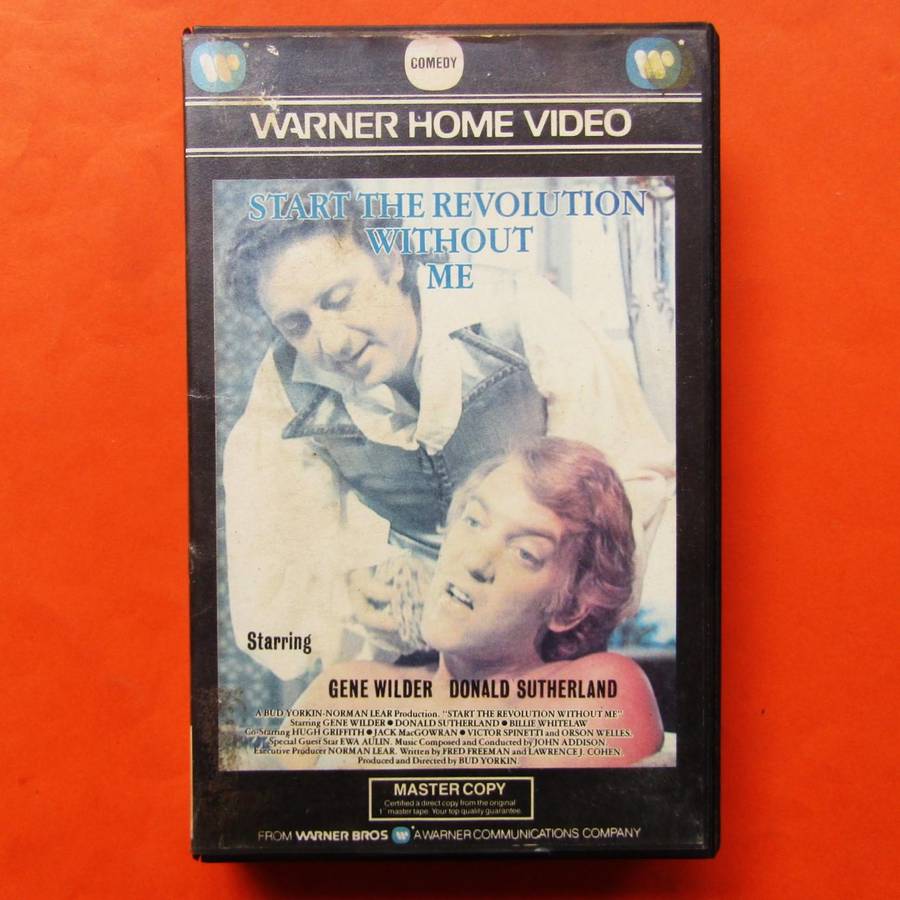 COMEDY
WARNER HOME VIDEO
START THE REVOLUTION
WITHOUT
ME
Starring
GENE WILDER DONALD SUTHERLAND
A BUD YORKIN-NORMAN LEAR Production. "START THE REVOLUTION WITHOUT ME"
Starring GENE WILDER ● DONALD SUTHERLAND ● BILLIE WHITELAW
Co-Starring HUGH GRIFFITH ● JACK MacGOWRAN ● VICTOR SPINETTI and ORSON WELLES.
Special Guest Star EWA AULIN. Music Composed and Conducted by JOHN ADDISON.
Executive Producer NORMAN LEAR. Written by FRED FREEMAN and LAWRENCE J. COHEN.
Produced and Directed by BUD YORKIN.
MASTER COPY
Certified a direct copy from the original
1" master tape. Your top quality guarantee.
FROM WARNER BROS A WARNER COMMUNICATIONS COMPANY